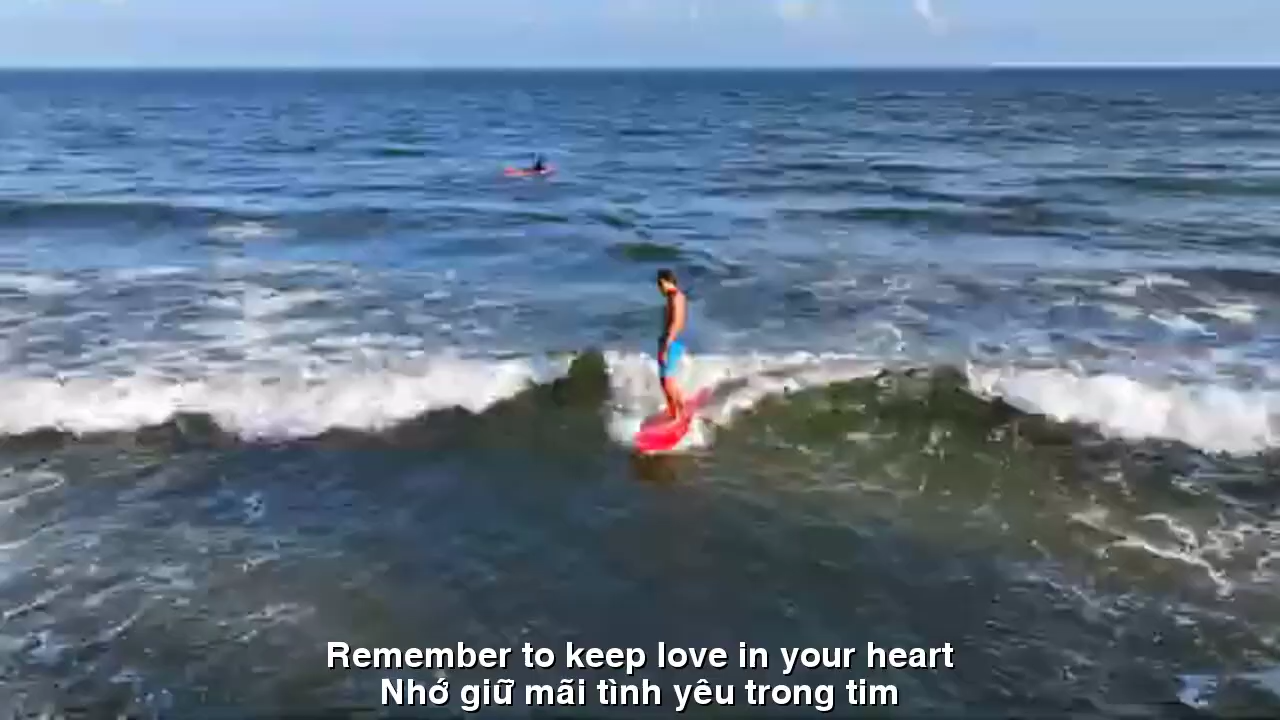 Remember to keep love in your heart
Nhớ giữ mãi tình yêu trong tim